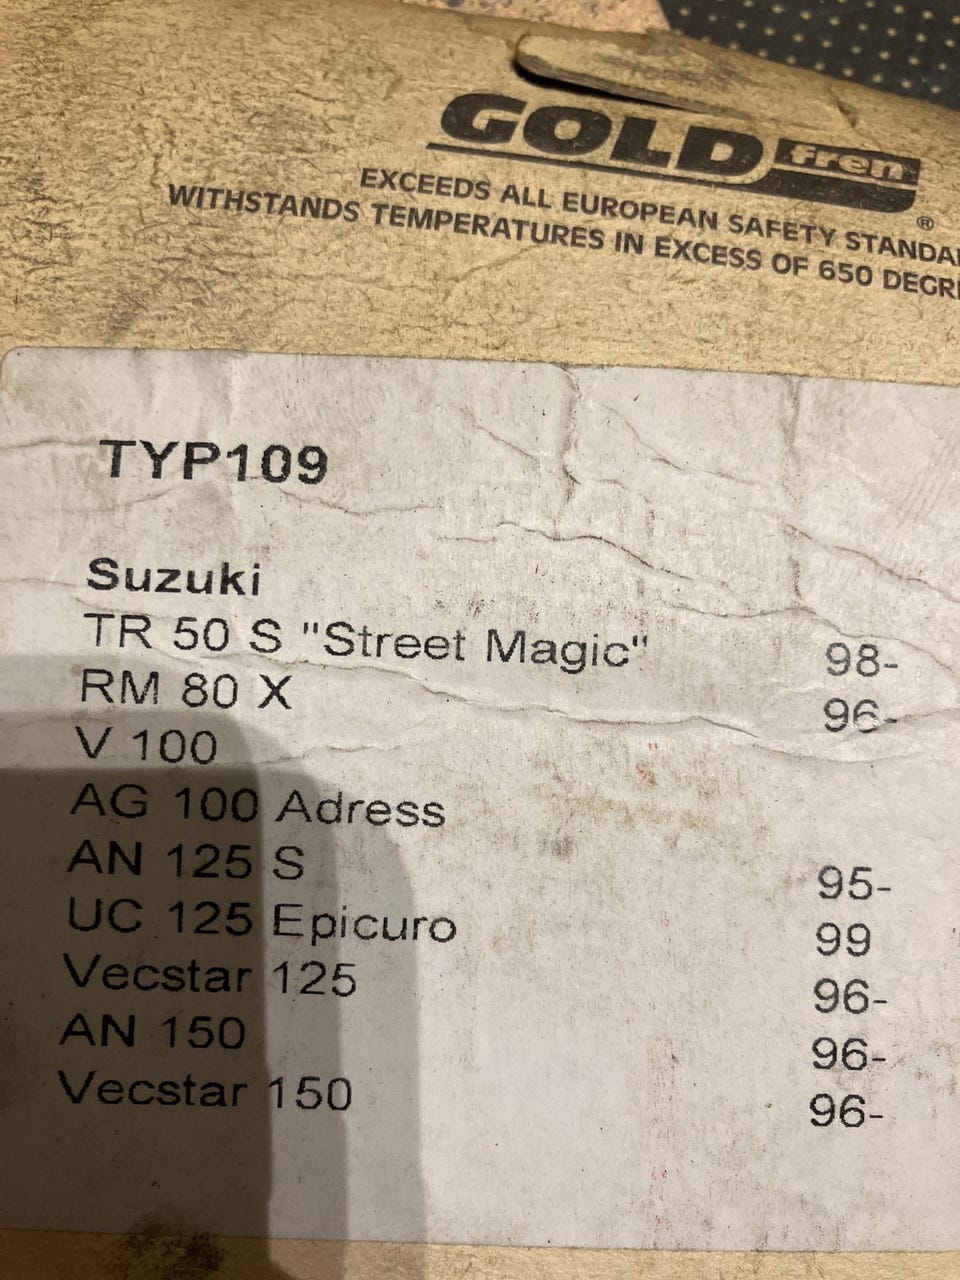 GOLD fren ®
EXCEEDS ALL EUROPEAN SAFETY
WITHSTANDS TEMPERATURES IN EXCESS OF 650
TYP109
Suzuki
TR 50 S "Street Magic" 98-
RM 80 X 96-
V 100
AG 100 Adress
AN 125 S 95-
UC 125 Epicuro 99
Vecstar 125 96-
AN 150 96-
Vecstar 150 96-